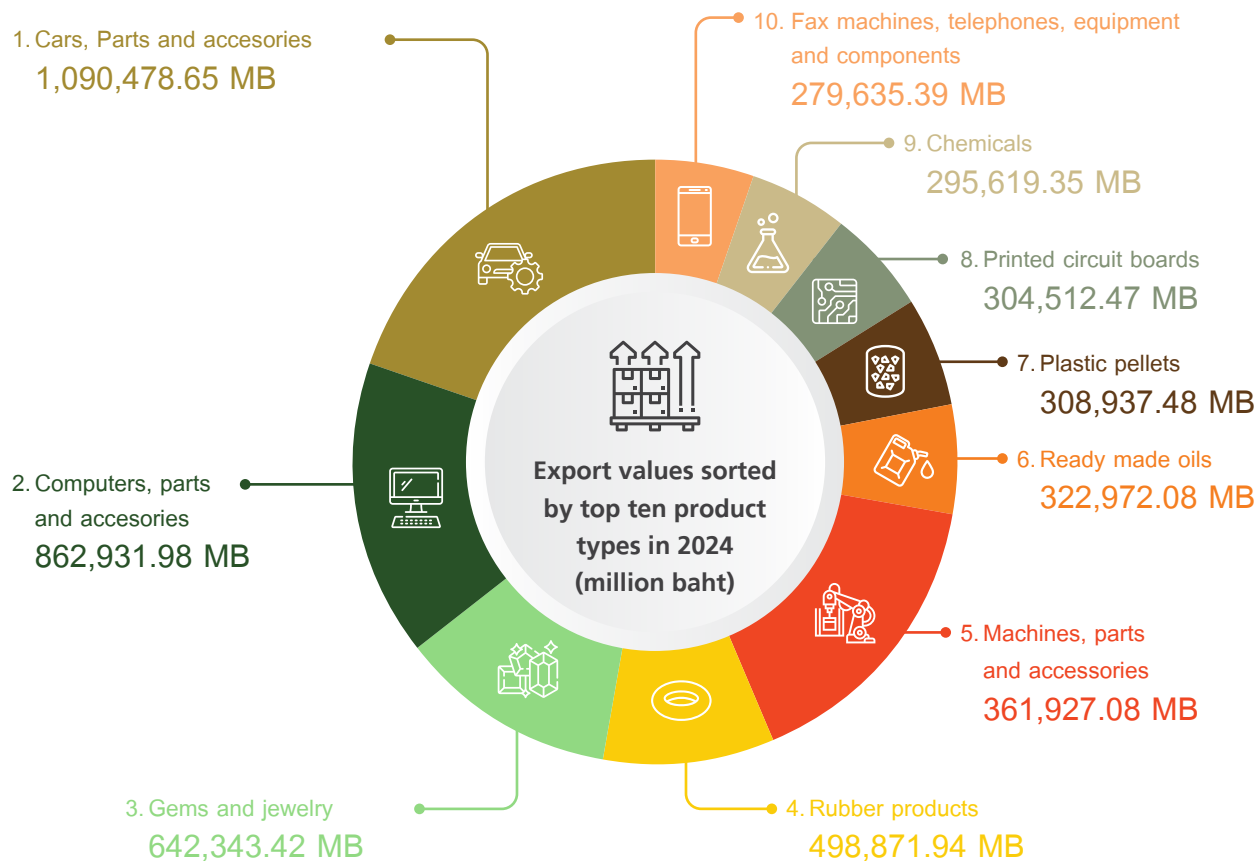 1. Cars, Parts and accesories
1,090,478.65 MB
10. Fax machines, telephones, equipment
and components
279,635.39 MB
9. Chemicals
295,619.35 MB
8. Printed circuit boards
304,512.47 MB
7. Plastic pellets
308,937.48 MB
6. Ready made oils
322,972.08 MB
5. Machines, parts
and accessories
361,927.08 MB
4. Rubber products
498,871.94 MB
3. Gems and jewelry
642,343.42 MB
2. Computers, parts
and accesories
862,931.98 MB
Export values sorted
by top ten product
types in 2024
(million baht)